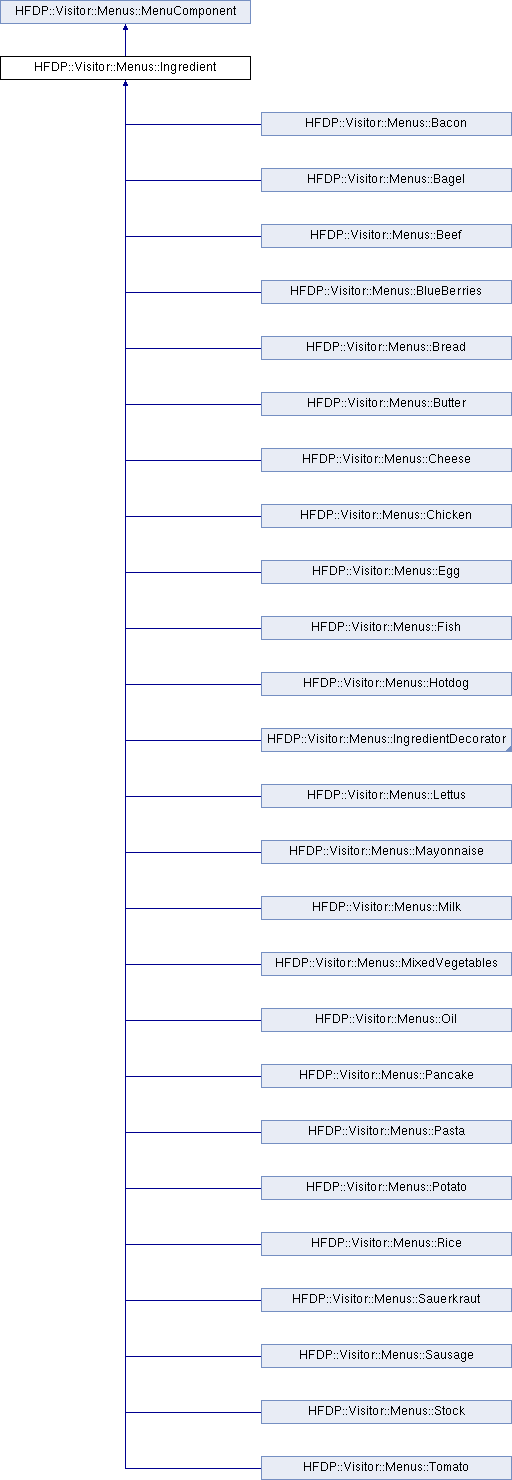 HFDP::Visitor::Menus::MenuComponent
HFDP::Visitor::Menus::Ingredient
HFDP::Visitor::Menus::Bacon
HFDP::Visitor::Menus::Bagel
HFDP::Visitor::Menus::Beef
HFDP::Visitor::Menus::BlueBerries
HFDP::Visitor::Menus::Bread
HFDP::Visitor::Menus::Butter
HFDP::Visitor::Menus::Cheese
HFDP::Visitor::Menus::Chicken
HFDP::Visitor::Menus::Egg
HFDP::Visitor::Menus::Fish
HFDP::Visitor::Menus::Hotdog
HFDP::Visitor::Menus::IngredientDecorator
HFDP::Visitor::Menus::Lettus
HFDP::Visitor::Menus::Mayonnaise
HFDP::Visitor::Menus::Milk
HFDP::Visitor::Menus::MixedVegetables
HFDP::Visitor::Menus::Oil
HFDP::Visitor::Menus::Pancake
HFDP::Visitor::Menus::Pasta
HFDP::Visitor::Menus::Potato
HFDP::Visitor::Menus::Rice
HFDP::Visitor::Menus::Sauerkraut
HFDP::Visitor::Menus::Sausage
HFDP::Visitor::Menus::Stock
HFDP::Visitor::Menus::Tomato